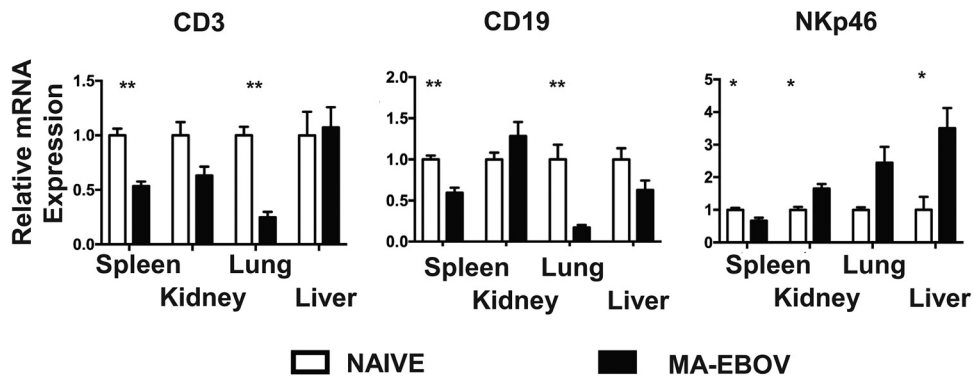 CD3
CD19
NKp46
Relative mRNA
Expression
1.5
1.0
0.5
0.0
** **
Spleen Lung
Kidney Liver
2.0
1.5
1.0
0.5
0.0
** **
Spleen Lung
Kidney Liver
5
4
3
2
1
0
* * *
Spleen Lung
Kidney Liver
NAIVE MA-EBOV